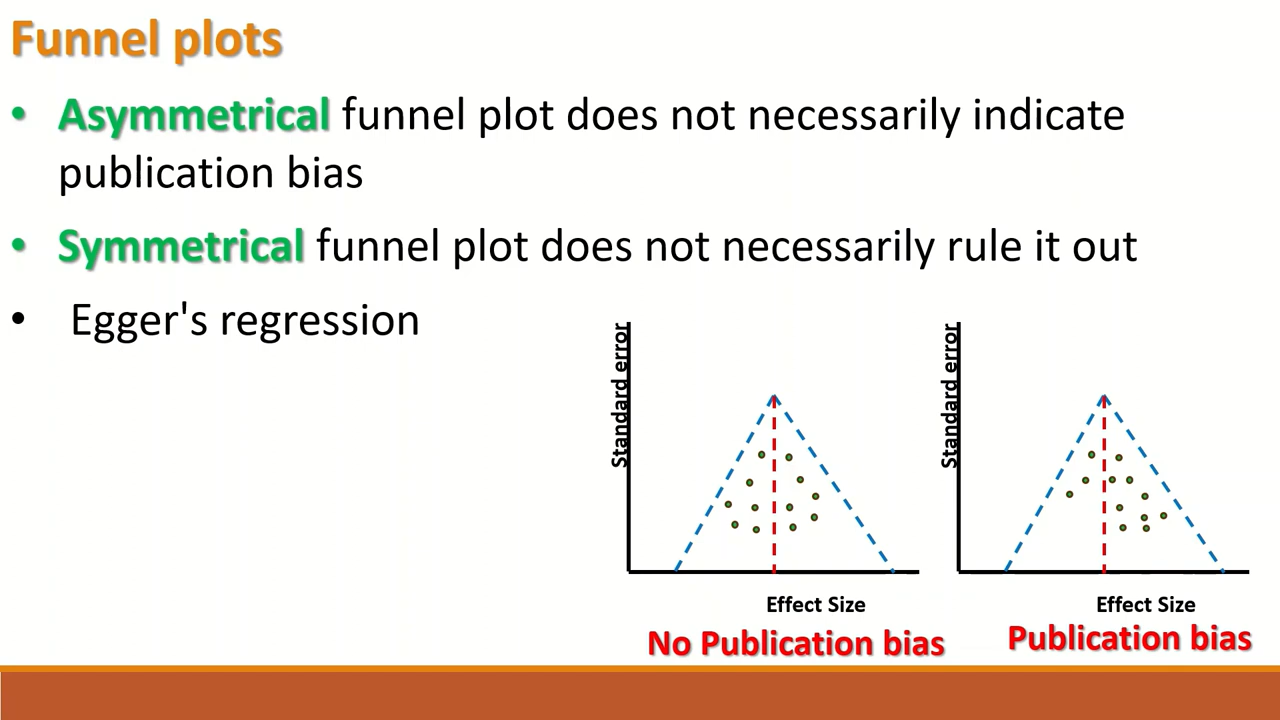 Funnel plots
• Asymmetrical funnel plot does not necessarily indicate
publication bias
• Symmetrical funnel plot does not necessarily rule it out
• Egger's regression
Standard error
Effect Size
No Publication bias
Standard error
Effect Size
Publication bias